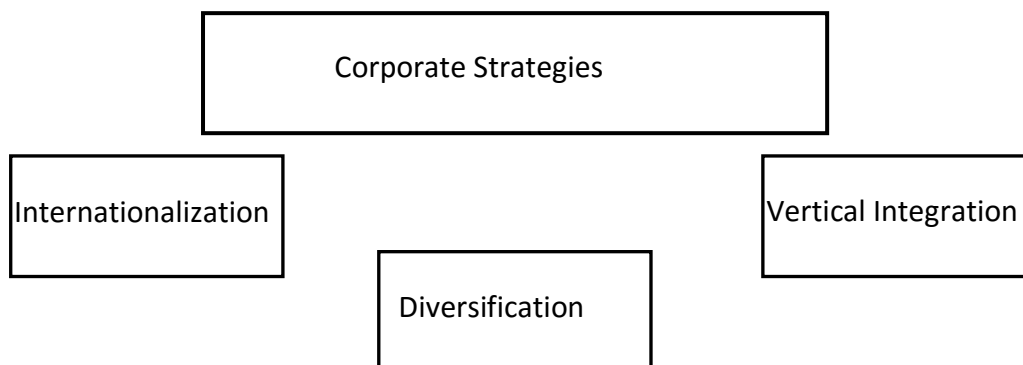 Corporate Strategies
Internationalization
Vertical Integration
Diversification